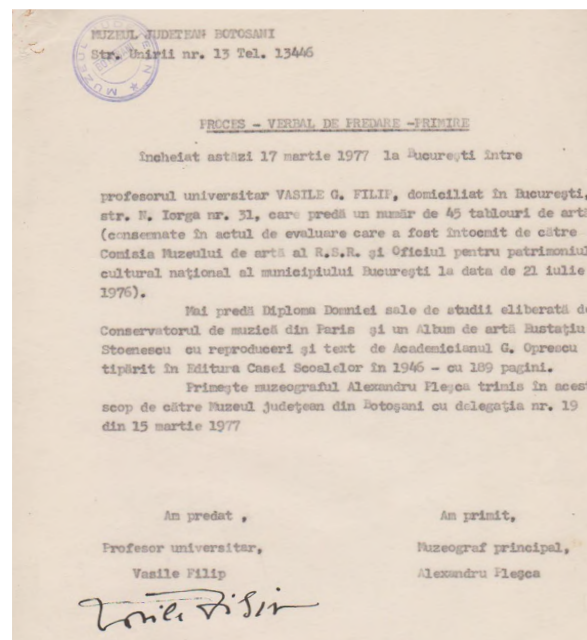 MUZEUL JUDETEAN BOTOSANI
Str. Unirii nr. 13 Tel. 13446
PROCES - VERBAL DE PREDARE -PRIMIRE
Încheiat astăzi 17 martie 1977 la București între
profesorul universitar VASILE G. FILIP, domiciliat în București,
str. N. Iorga nr. 31, care predă un număr de 45 tablouri de artă
(consemnate în actul de evaluare care a fost întocmit de către
Comisia Muzeului de artă al R.S.R. și Oficiul pentru patrimoniul
cultural național al municipiului București la data de 21 iulie
1976).
Mai predă Diploma Domniei sale de studii eliberată de
Conservatorul de muzică din Paris și un Album de artă Eustațiu
Stoenescu cu reproduceri și text de Academicianul G. Oprescu
tipărit în Editura Casei Scoalelor în 1946 - cu 189 pagini.
Primește muzeograful Alexandru Pleșca trimis în acest
scop de către Muzeul județean din Botoșani cu delegația nr. 19
din 15 martie 1977
Am predat , Am primit,
Profesor universitar, Muzeograf principal,
Vasile Filip Alexandru Pleșca
Vasile Filip